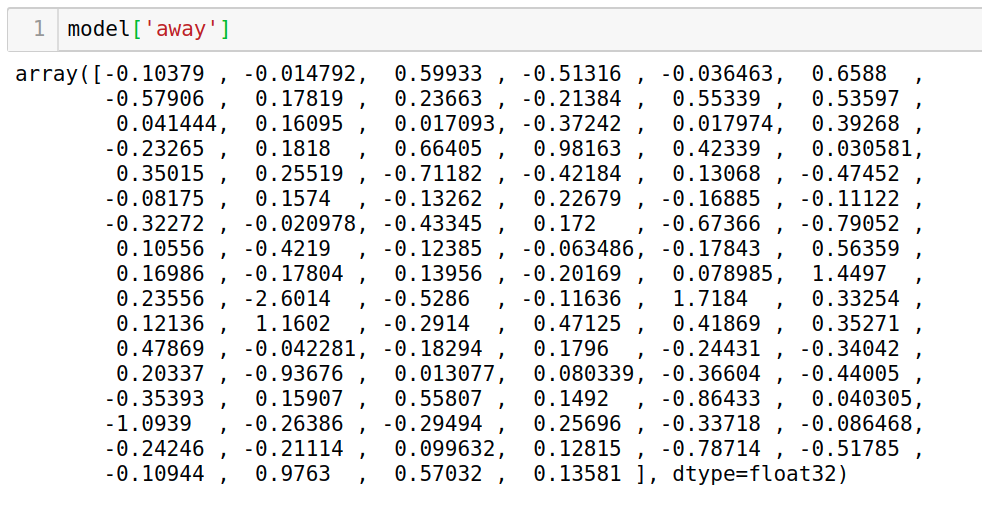 1 model['away']
array([-0.10379 , -0.014792,  0.59933 , -0.51316 , -0.036463,  0.6588  ,
       -0.57906 ,  0.17819 ,  0.23663 , -0.21384 ,  0.55339 ,  0.53597 ,
        0.041444,  0.16095 ,  0.017093, -0.37242 ,  0.017974,  0.39268 ,
       -0.23265 ,  0.1818  ,  0.66405 ,  0.98163 ,  0.42339 ,  0.030581,
        0.35015 ,  0.25519 , -0.71182 , -0.42184 ,  0.13068 , -0.47452 ,
       -0.08175 ,  0.1574  , -0.13262 ,  0.22679 , -0.16885 , -0.11122 ,
       -0.32272 , -0.020978, -0.43345 ,  0.172   , -0.67366 , -0.79052 ,
        0.10556 , -0.4219  , -0.12385 , -0.063486, -0.17843 ,  0.56359 ,
        0.16986 , -0.17804 ,  0.13956 , -0.20169 ,  0.078985,  1.4497  ,
        0.23556 , -2.6014  , -0.5286  , -0.11636 ,  1.7184  ,  0.33254 ,
        0.12136 ,  1.1602  , -0.2914  ,  0.47125 ,  0.41869 ,  0.35271 ,
        0.47869 , -0.042281, -0.18294 ,  0.1796  , -0.24431 , -0.34042 ,
        0.20337 , -0.93676 ,  0.013077,  0.080339, -0.36604 , -0.44005 ,
       -0.35393 ,  0.15907 ,  0.55807 ,  0.1492  , -0.86433 ,  0.040305,
       -1.0939  , -0.26386 , -0.29494 ,  0.25696 , -0.33718 , -0.086468,
       -0.24246 , -0.21114 ,  0.099632,  0.12815 , -0.78714 , -0.51785 ,
       -0.10944 ,  0.9763  ,  0.57032 ,  0.13581 ], dtype=float32)